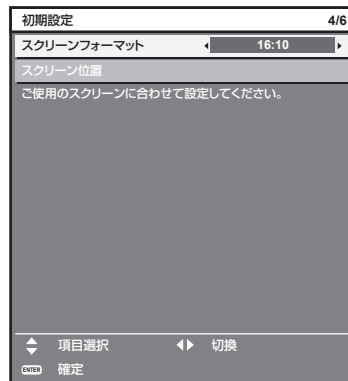 初期設定 4/6
スクリーンフォーマット 16:10
スクリーン位置
ご使用のスクリーンに合わせて設定してください。
項目選択 切換
ENTER 確定